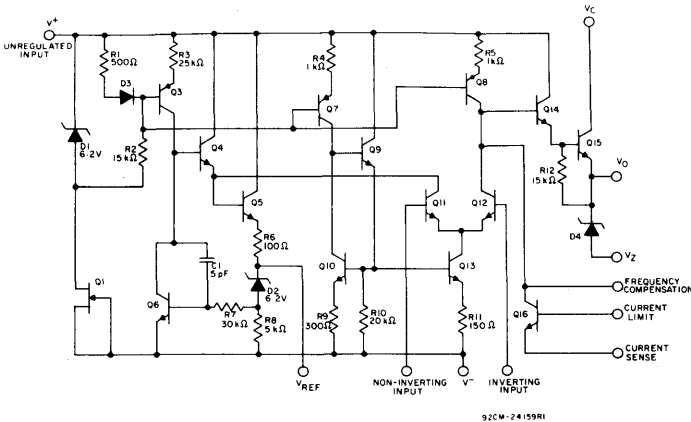 V+
UNREGULATED
INPUT
R1
500Ω
R3
25kΩ
D3
Q3
D1
6.2V
R2
15kΩ
Q4
Q5
R6
100Ω
C1
5pF
Q1
Q6
R7
30kΩ
D2
6.2V
R8
5kΩ
VREF
R4
1kΩ
Q7
Q9
Q10
R9
300Ω
R10
20kΩ
Q11
Q12
Q13
R11
150Ω
NON-INVERTING
INPUT
V-
INVERTING
INPUT
R5
1kΩ
Q8
Q14
VC
Q15
R12
15kΩ
VO
D4
VZ
FREQUENCY
COMPENSATION
Q16
CURRENT
LIMIT
CURRENT
SENSE
92CM-24159R1